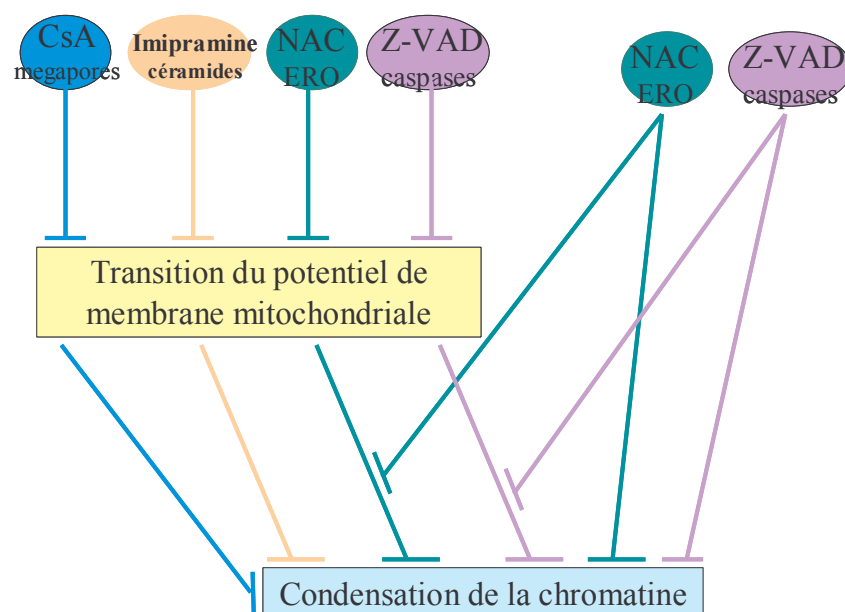 CsA
megapores
Imipramine
céramides
NAC
ERO
Z-VAD
caspases
NAC
ERO
Z-VAD
caspases
Transition du potentiel de
membrane mitochondriale
Condensation de la chromatine